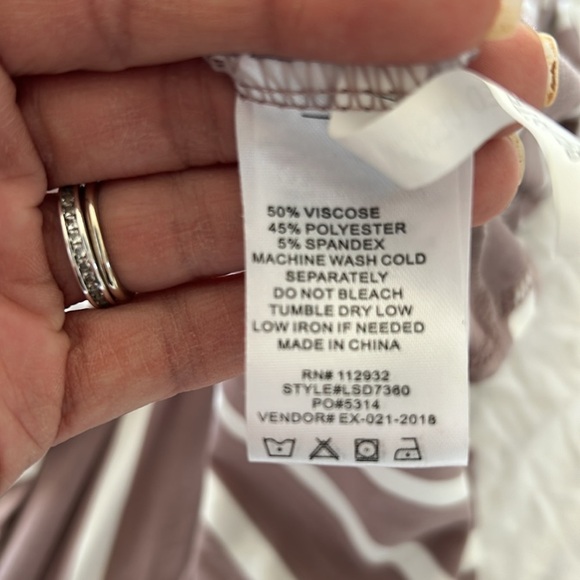 50% VISCOSE
45% POLYESTER
5% SPANDEX
MACHINE WASH COLD
SEPARATELY
DO NOT BLEACH
TUMBLE DRY LOW
LOW IRON IF NEEDED
MADE IN CHINA
RN# 112932
STYLE#LSD7360
PO#5314
VENDOR# EX-021-2018